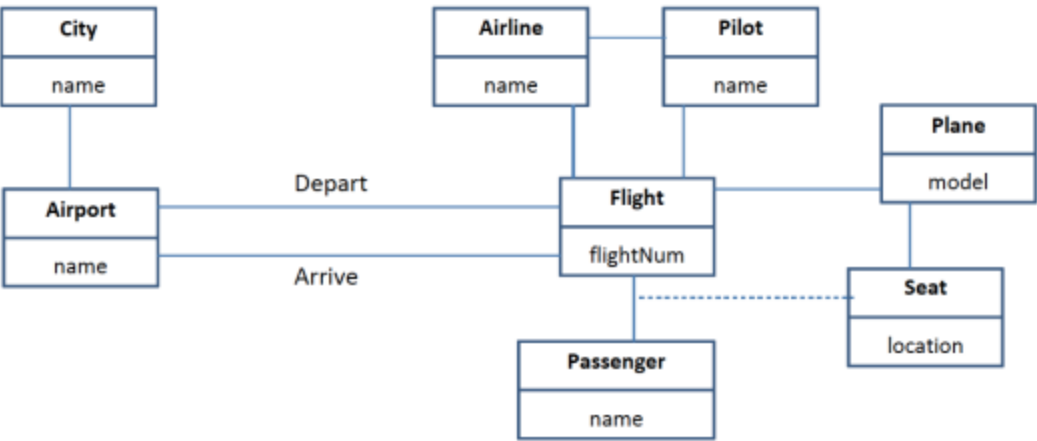 City
name
Airline
name
Pilot
name
Plane
model
Depart
Airport
name
Arrive
Flight
flightNum
Seat
location
Passenger
name